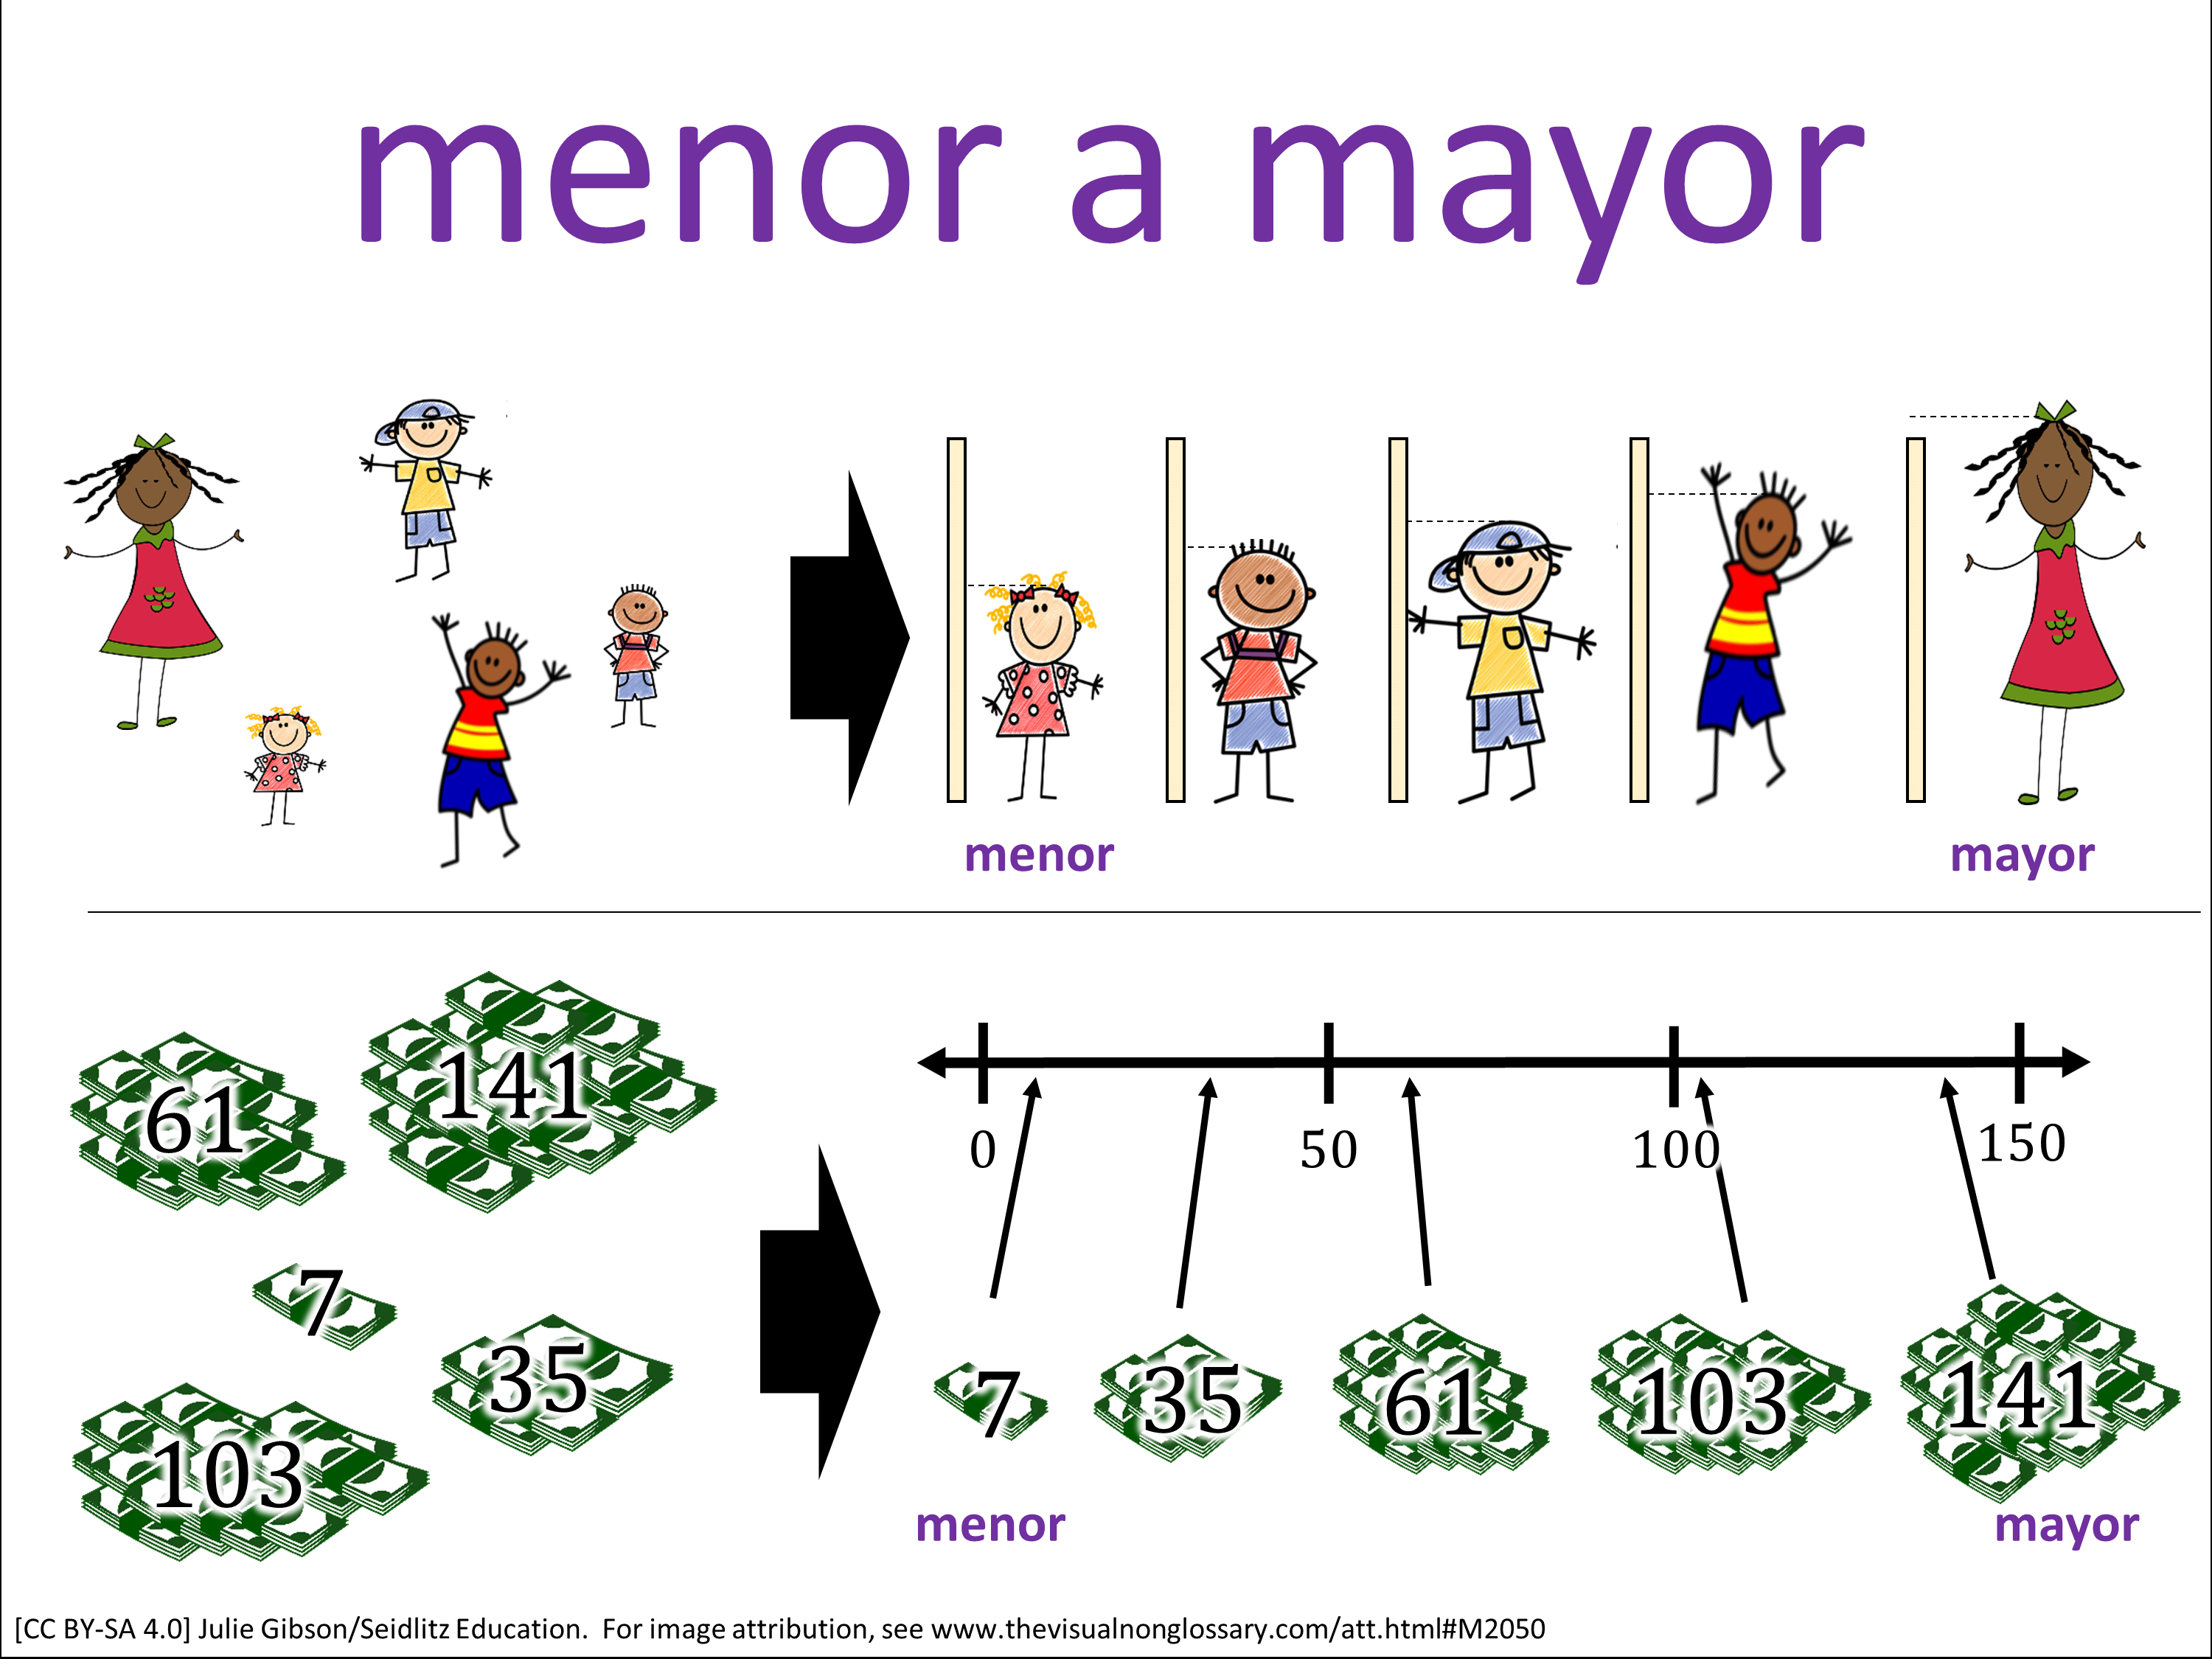 menor a mayor
menor
mayor
61
141
7
35
103
0
50
100
150
7
35
61
103
141
menor
mayor
[CC BY-SA 4.0] Julie Gibson/Seidlitz Education.  For image attribution, see www.thevisualnonglossary.com/att.html#M2050